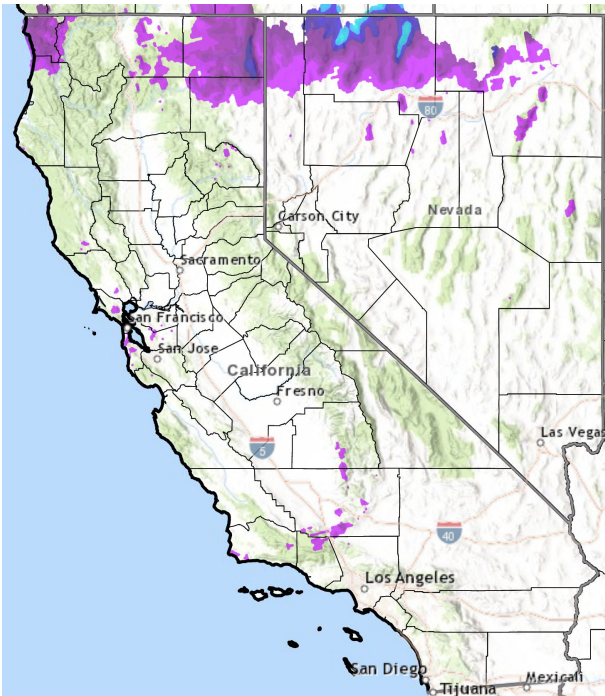 80
Carson City
Nevada
Sacramento
San Francisco
San Jose
California
Fresno
Las Vegas
5
40
Los Angeles
San Diego
Tijuana
Mexicali